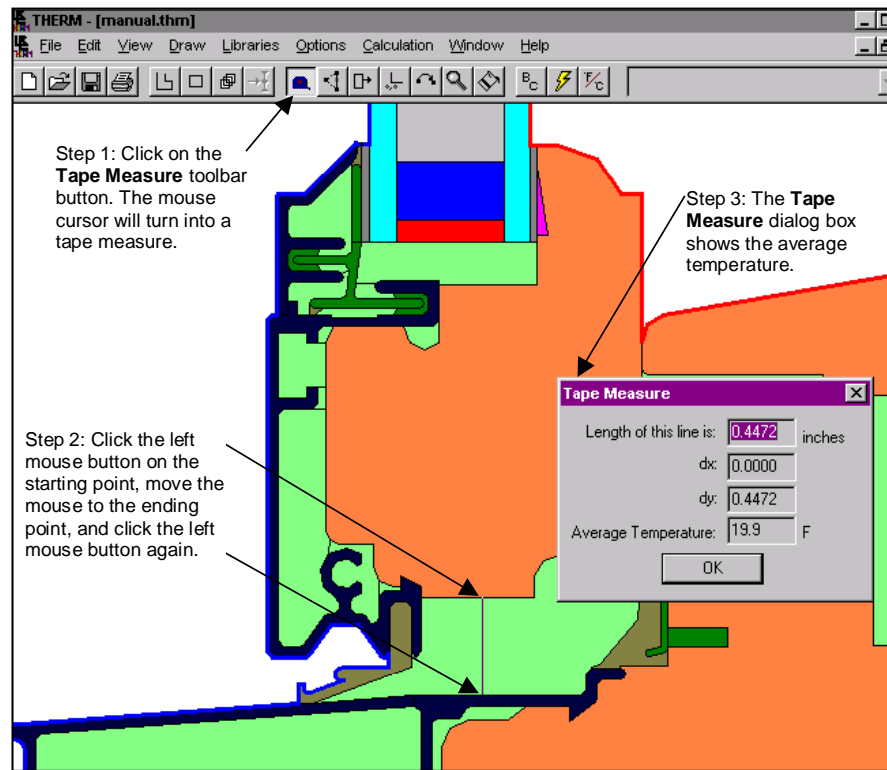 THERM - [manual.thm]
File Edit View Draw Libraries Options Calculation Window Help
BC F/C
Step 1: Click on the
Tape Measure toolbar
button. The mouse
cursor will turn into a
tape measure.
Step 3: The Tape
Measure dialog box
shows the average
temperature.
Tape Measure
Length of this line is: 0.4472 inches
dx: 0.0000
dy: 0.4472
Average Temperature: 19.9 F
OK
Step 2: Click the left
mouse button on the
starting point, move the
mouse to the ending
point, and click the left
mouse button again.